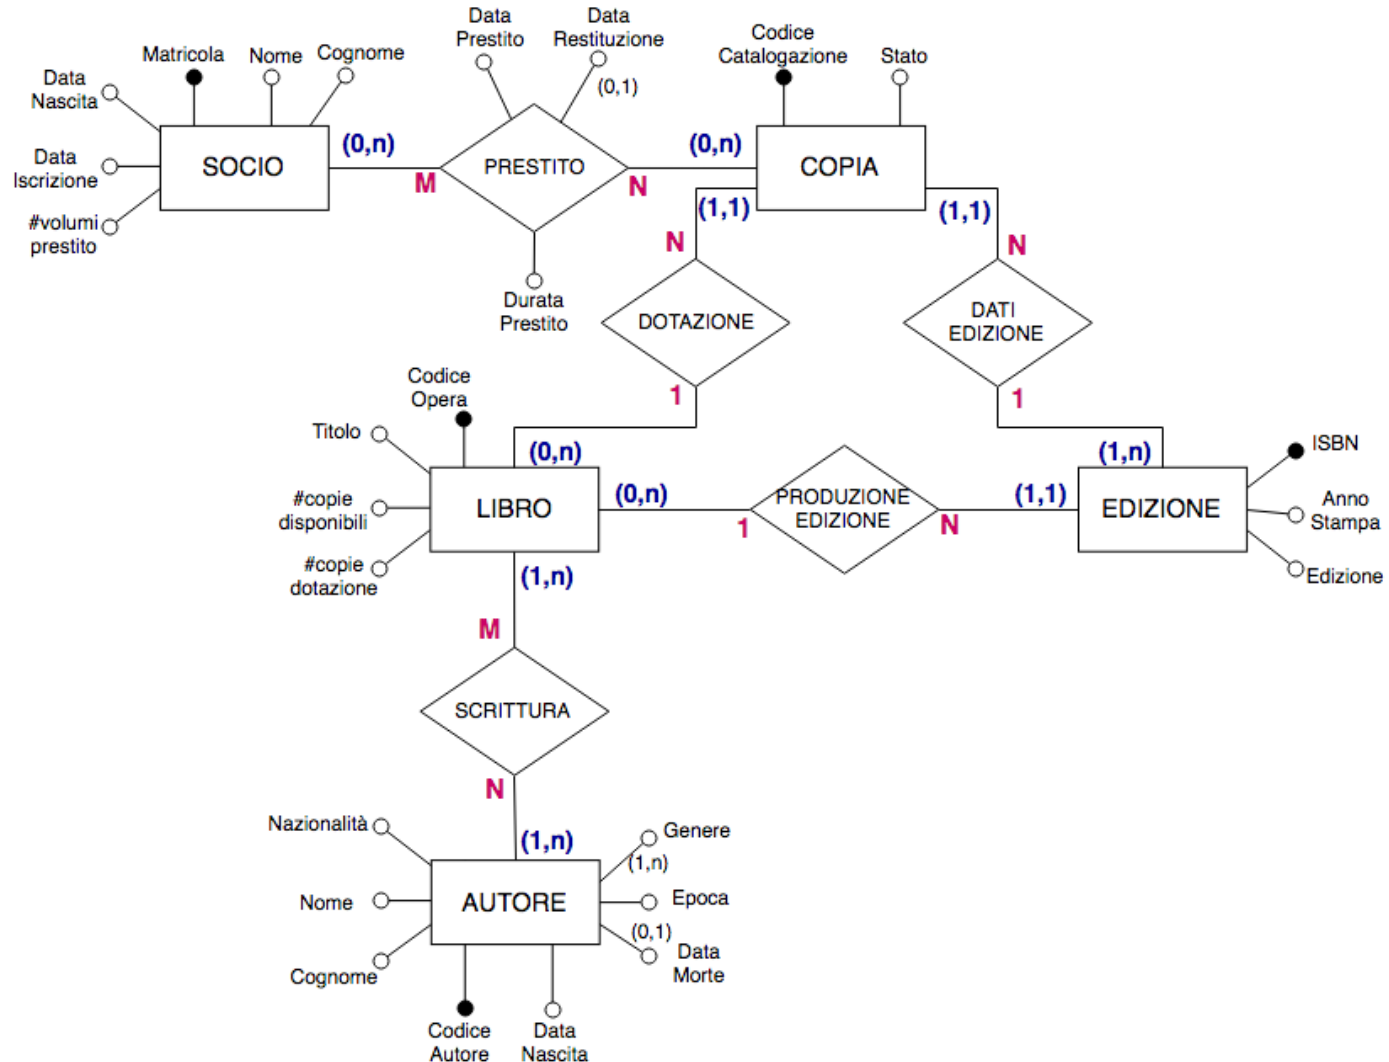 Data
Prestito
Data
Restituzione
(0,1)
Codice
Catalogazione
Stato
Matricola
Nome
Cognome
Data
Nascita
Data
Iscrizione
#volumi
prestito
SOCIO
(0,n)
M
PRESTITO
N
(0,n)
COPIA
(1,1)
(1,1)
Durata
Prestito
N
DOTAZIONE
1
N
DATI
EDIZIONE
1
Codice
Opera
Titolo
#copie
disponibili
#copie
dotazione
(0,n)
LIBRO
(0,n)
1
PRODUZIONE
EDIZIONE
N
(1,1)
(1,n)
EDIZIONE
ISBN
Anno
Stampa
Edizione
(1,n)
M
SCRITTURA
N
(1,n)
Nazionalità
Nome
Cognome
AUTORE
Genere
(1,n)
Epoca
(0,1)
Data
Morte
Codice
Autore
Data
Nascita